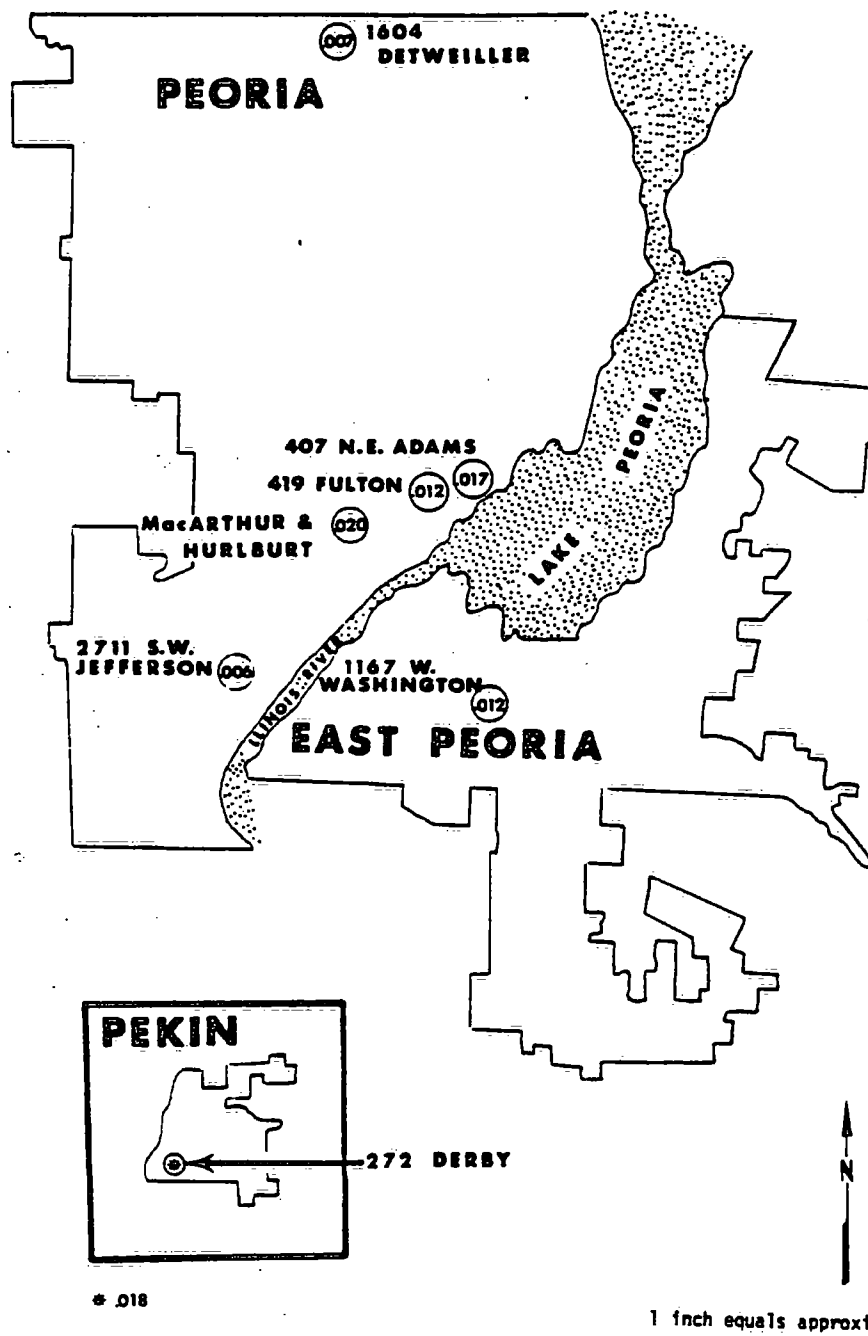 .007 1604
DETWEILLER
PEORIA
LAKE PEORIA
407 N.E. ADAMS
.017
419 FULTON .012
MacARTHUR &
HURLBURT
.020
2711 S.W.
JEFFERSON .006
ILLINOIS RIVER
1167 W.
WASHINGTON
.012
EAST PEORIA
PEKIN
* 272 DERBY
N
* .018
1 inch equals approxi